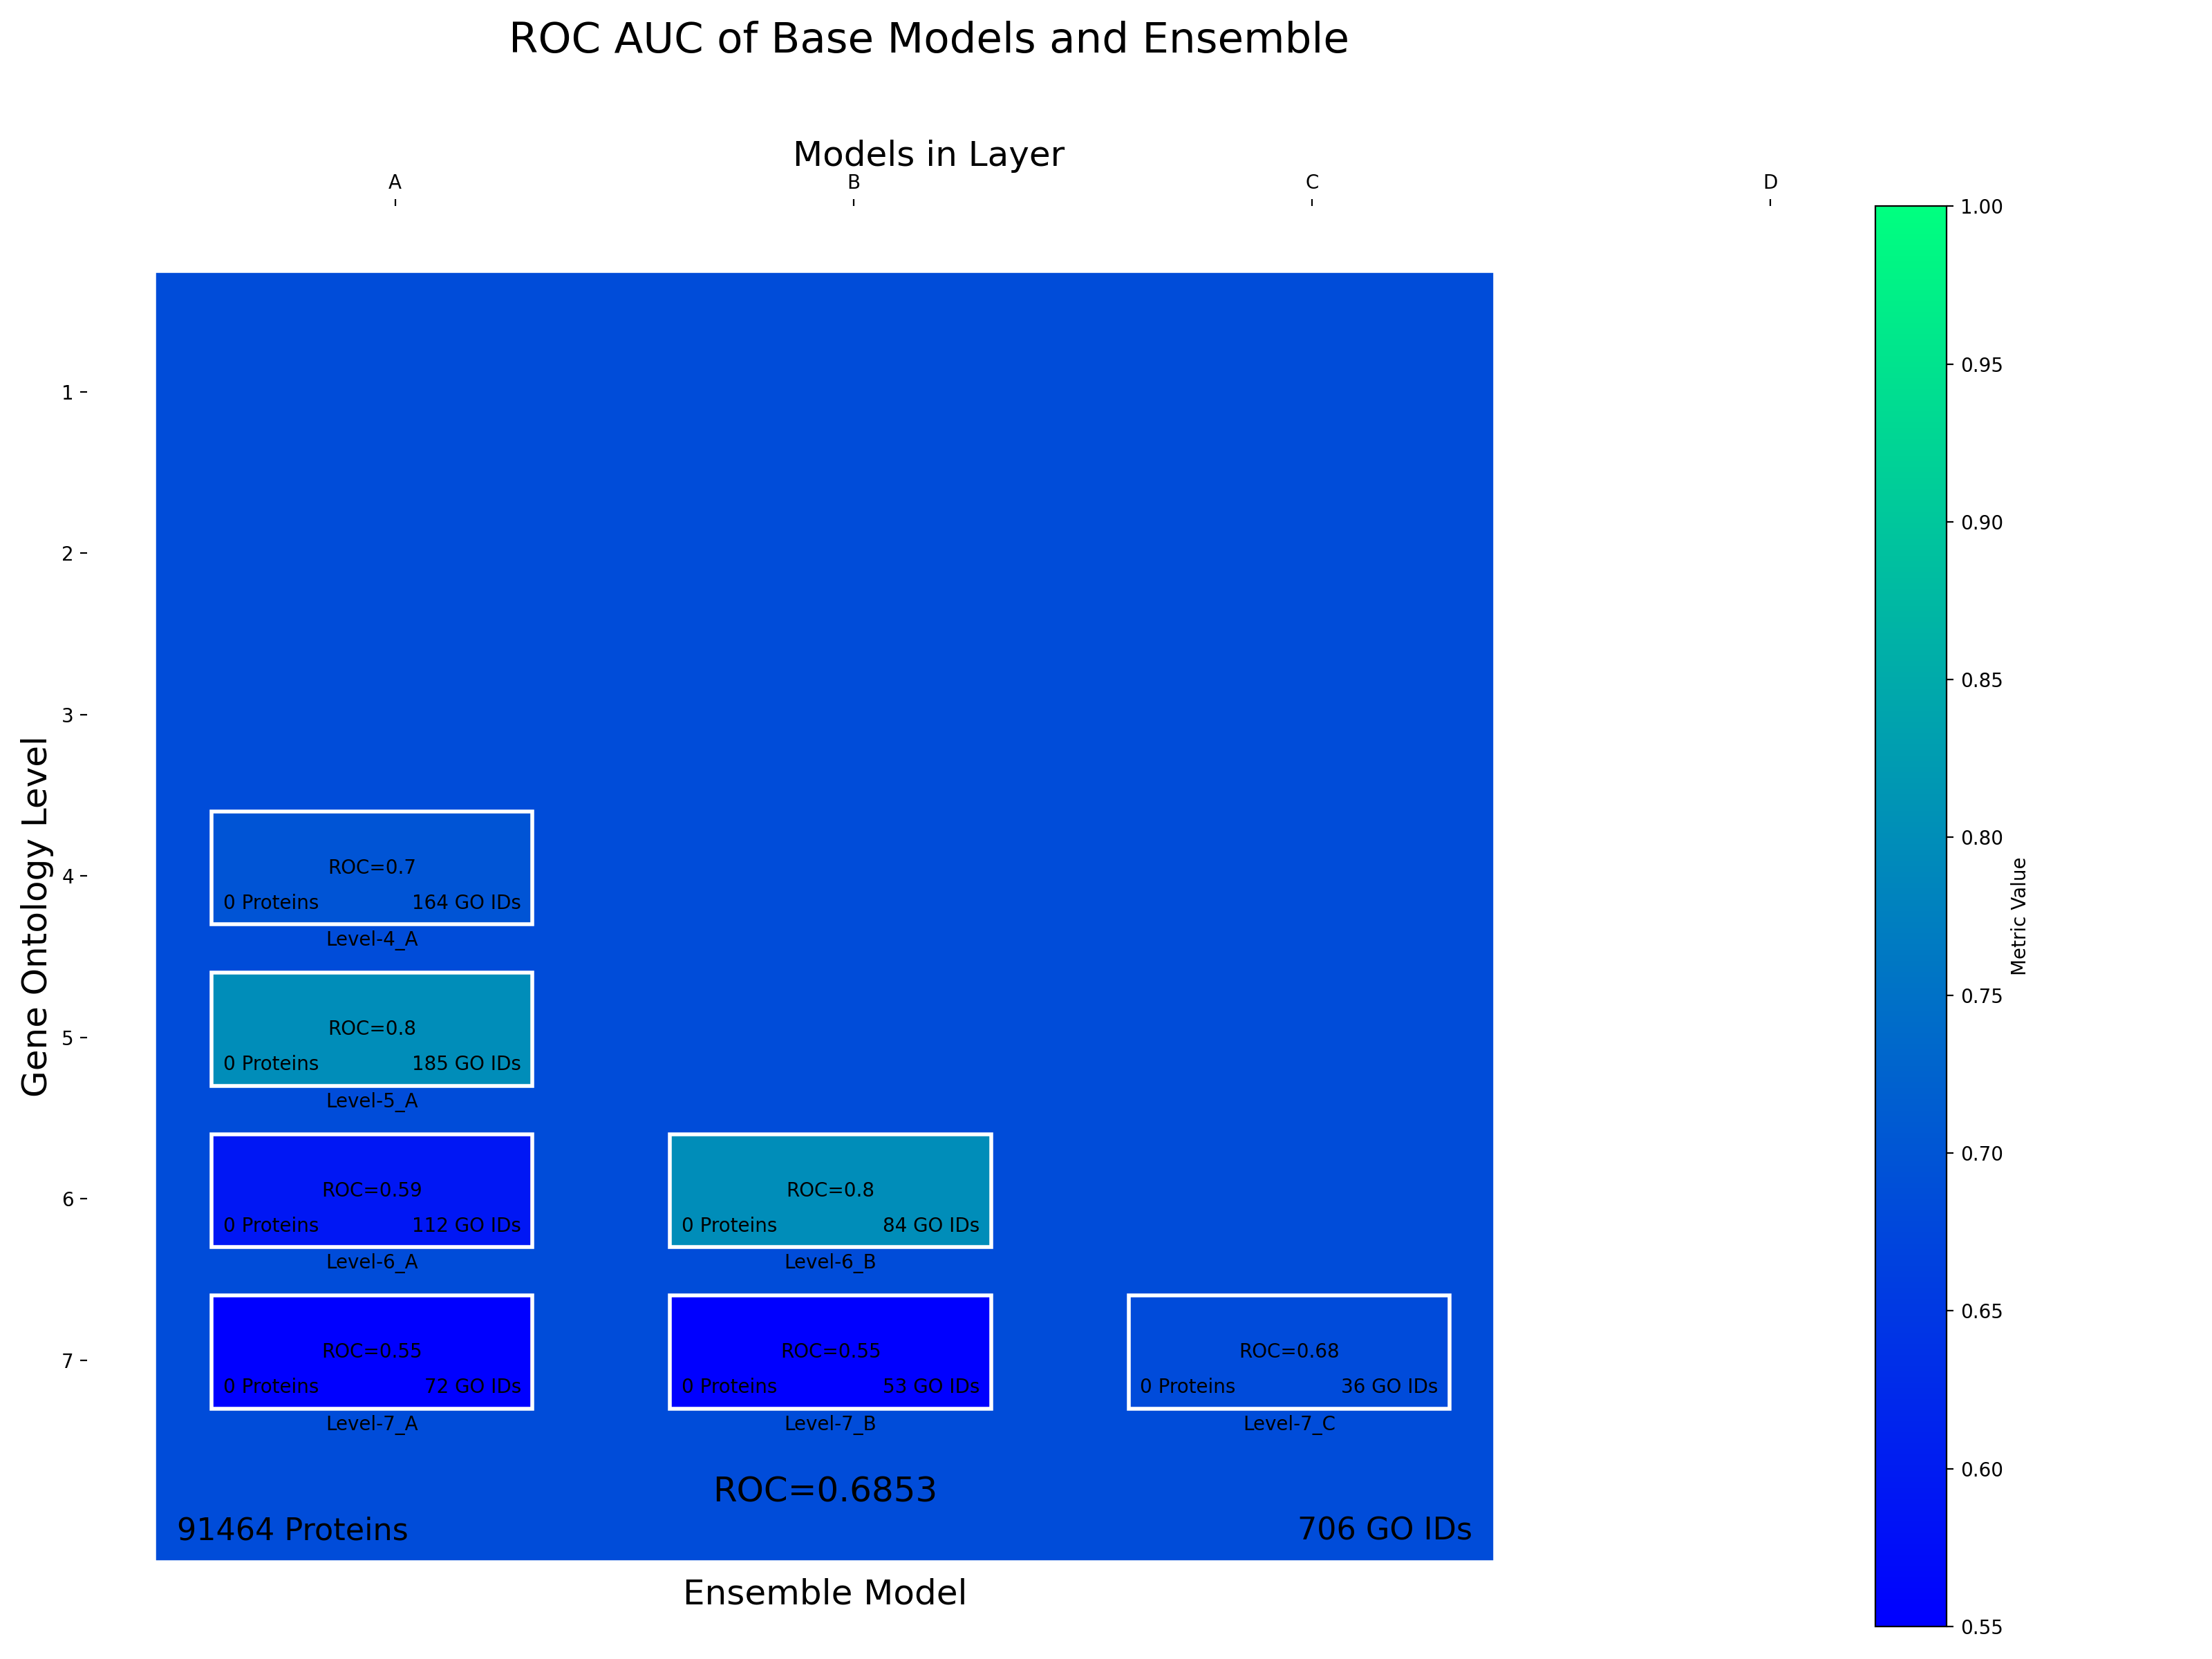 ROC AUC of Base Models and Ensemble
Models in Layer
A B C D
Gene Ontology Level
1
2
3
4
5
6
7
ROC=0.7
0 Proteins 164 GO IDs
Level-4_A
ROC=0.8
0 Proteins 185 GO IDs
Level-5_A
ROC=0.59 ROC=0.8
0 Proteins 112 GO IDs 0 Proteins 84 GO IDs
Level-6_A Level-6_B
ROC=0.55 ROC=0.55 ROC=0.68
0 Proteins 72 GO IDs 0 Proteins 53 GO IDs 0 Proteins 36 GO IDs
Level-7_A Level-7_B Level-7_C
ROC=0.6853
91464 Proteins 706 GO IDs
Ensemble Model
1.00
0.95
0.90
0.85
0.80
0.75
0.70
0.65
0.60
0.55
Metric Value